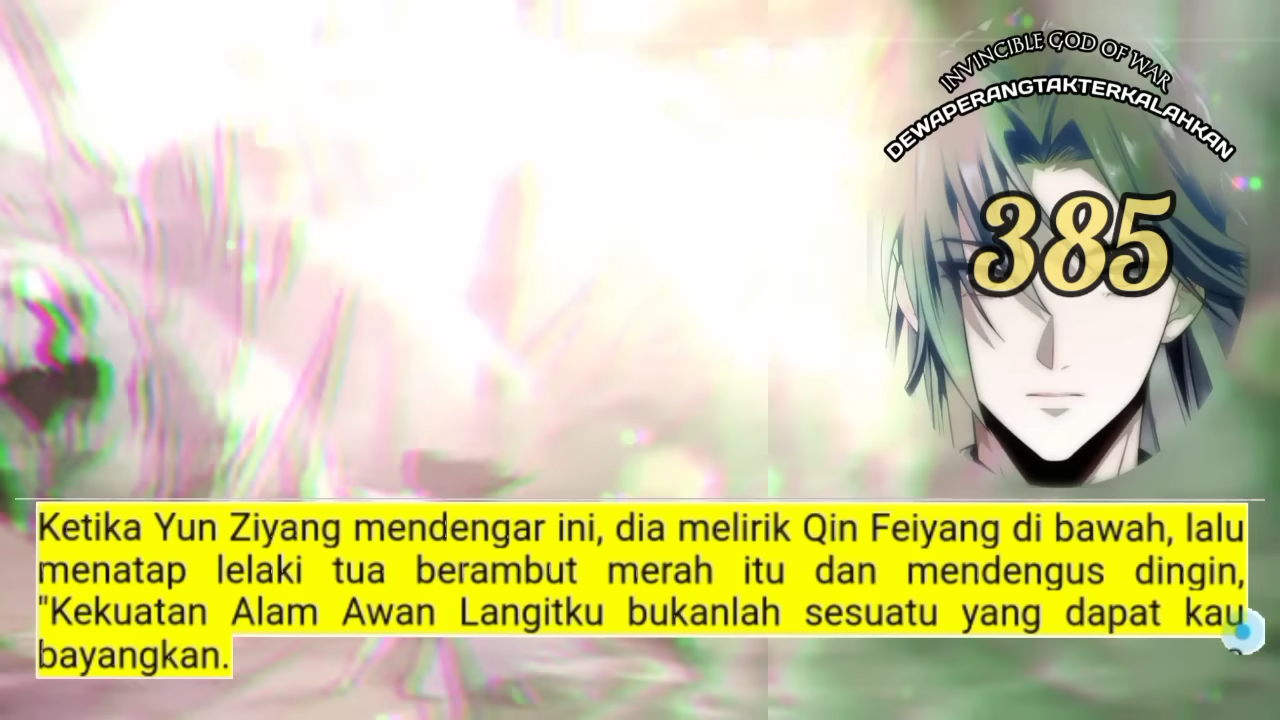 INVINCIBLE GOD OF WAR
DEWAPERANGTAKTERKALAHKAN
385
Ketika Yun Ziyang mendengar ini, dia melirik Qin Feiyang di bawah, lalu
menatap lelaki tua berambut merah itu dan mendengus dingin,
"Kekuatan Alam Awan Langitku bukanlah sesuatu yang dapat kau
bayangkan.